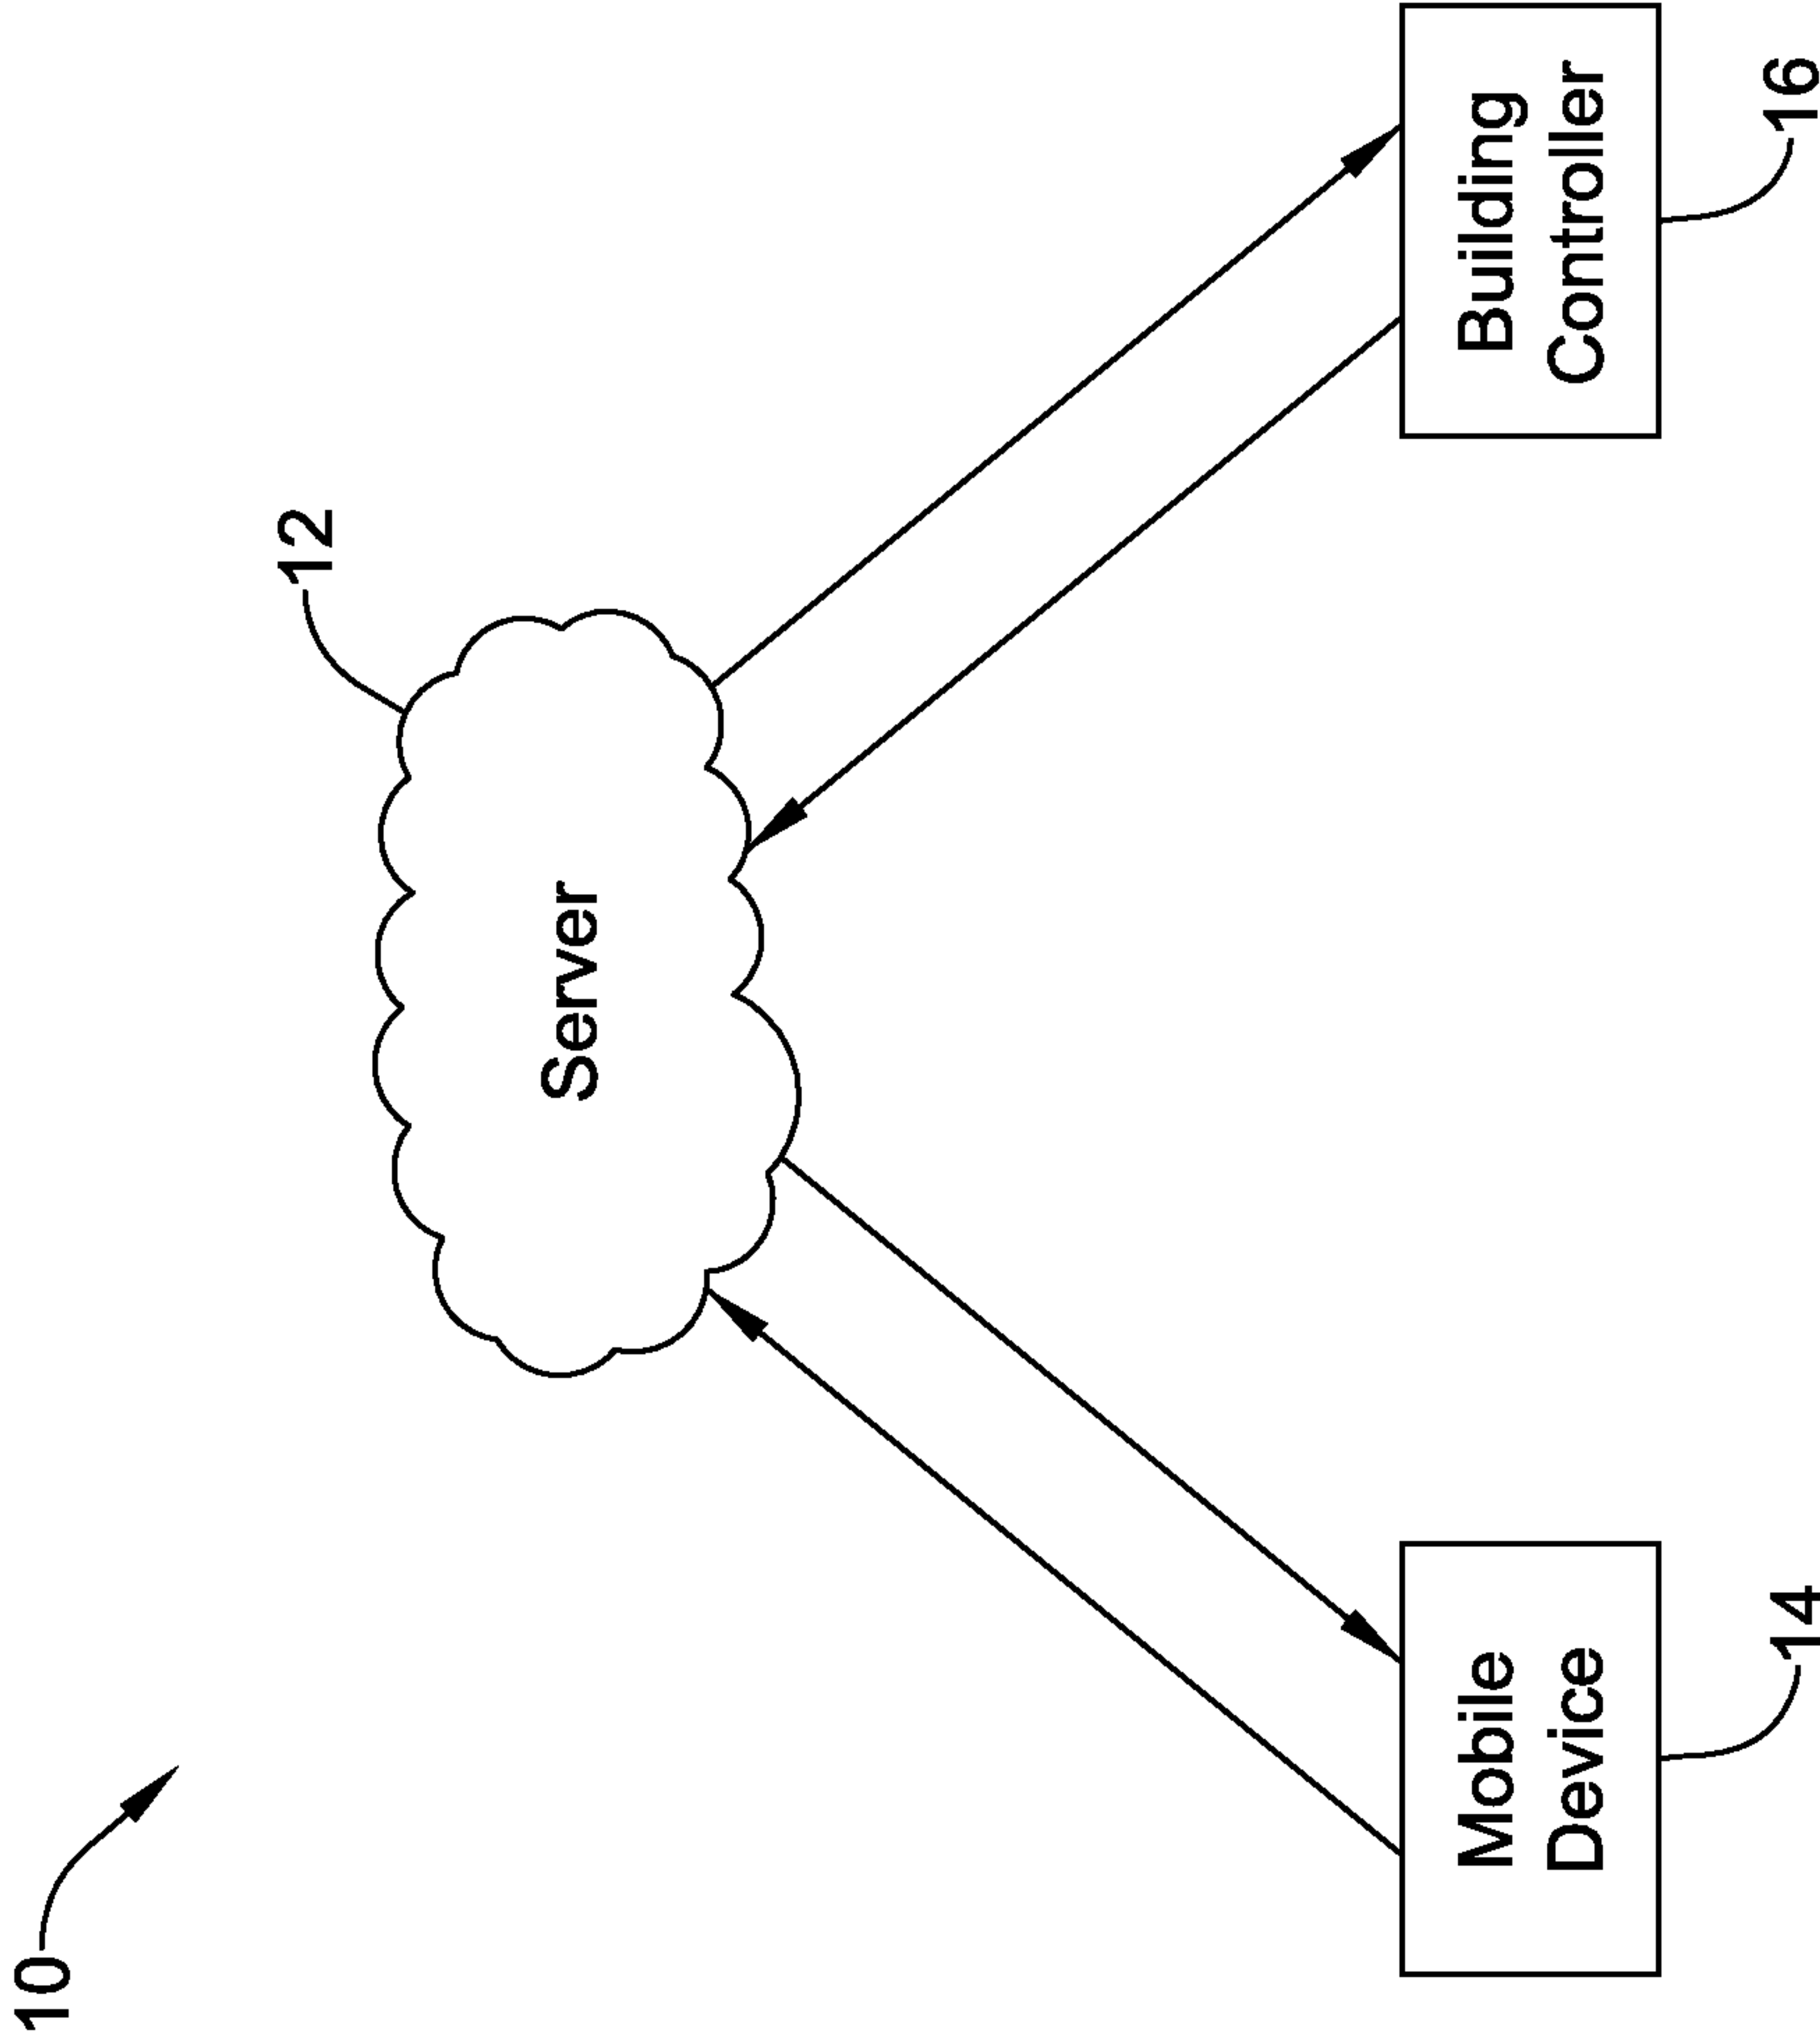 10
12
Server
Mobile
Device
14
Building
Controller
16